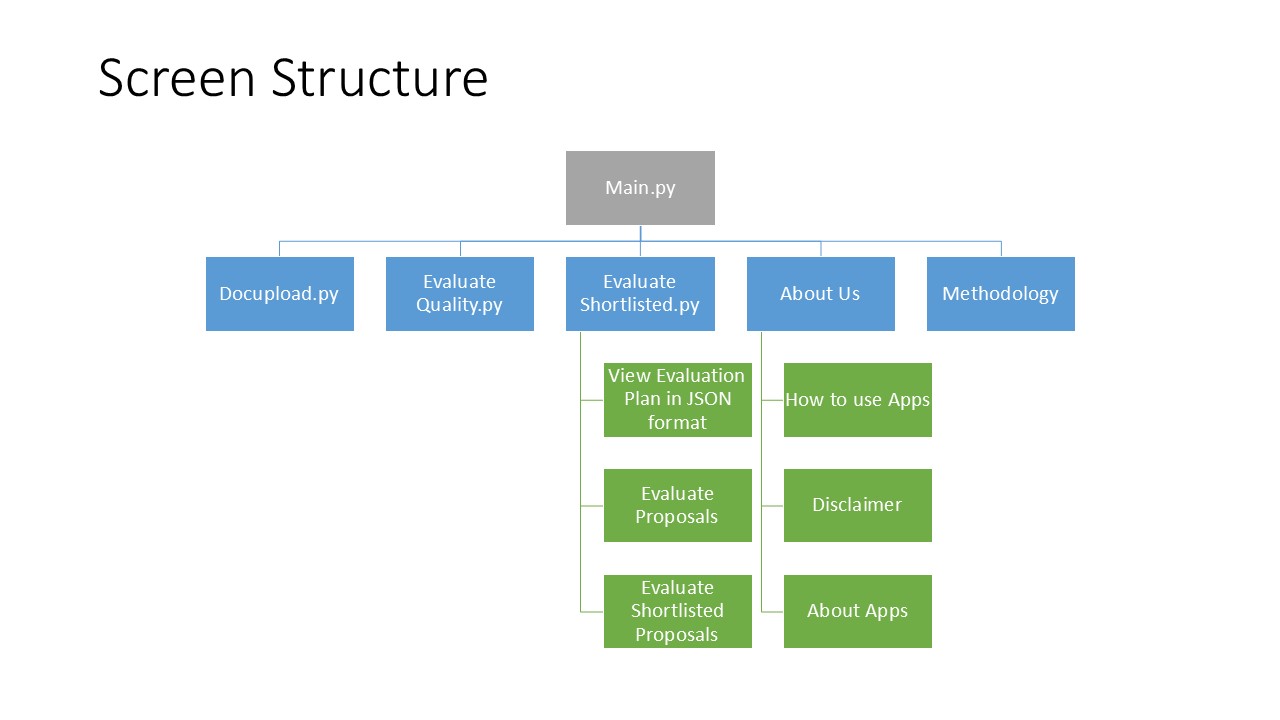 Screen Structure
Main.py
Docupload.py
Evaluate
Quality.py
Evaluate
Shortlisted.py
About Us
Methodology
View Evaluation
Plan in JSON
format
Evaluate
Proposals
Evaluate
Shortlisted
Proposals
How to use Apps
Disclaimer
About Apps